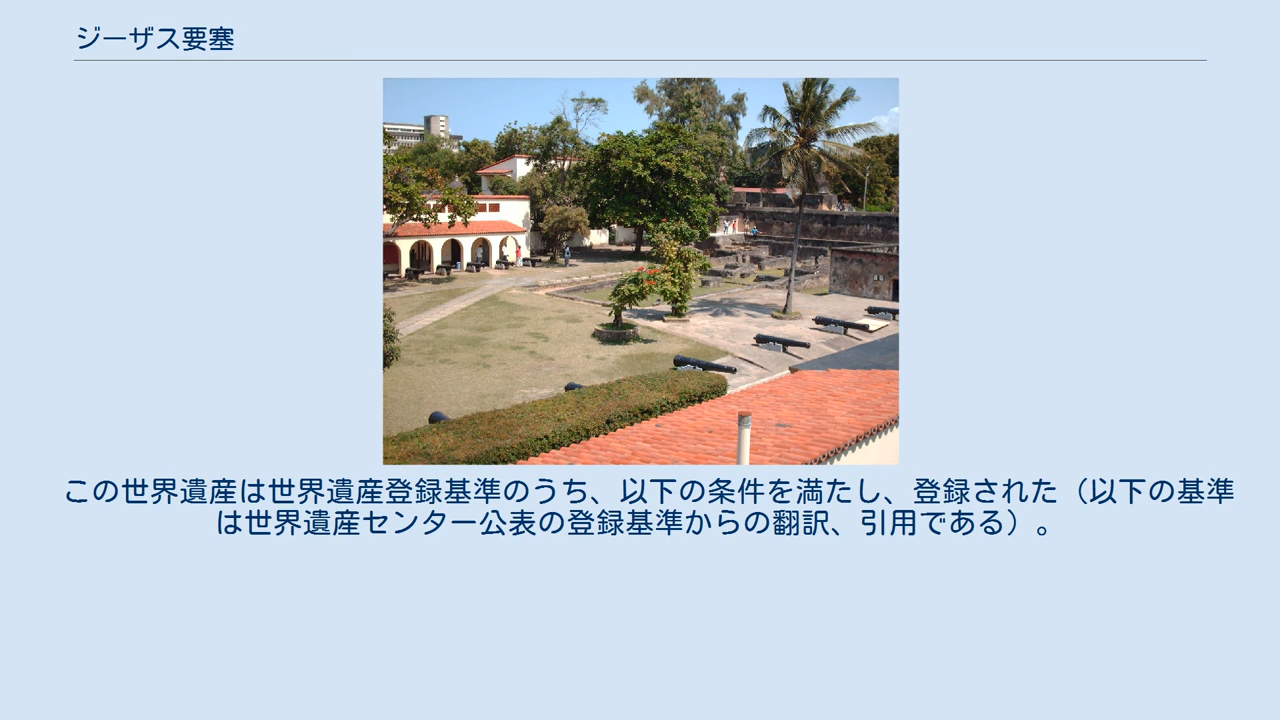 ジーザス要塞
この世界遺産は世界遺産登録基準のうち、以下の条件を満たし、登録された（以下の基準
は世界遺産センター公表の登録基準からの翻訳、引用である）。